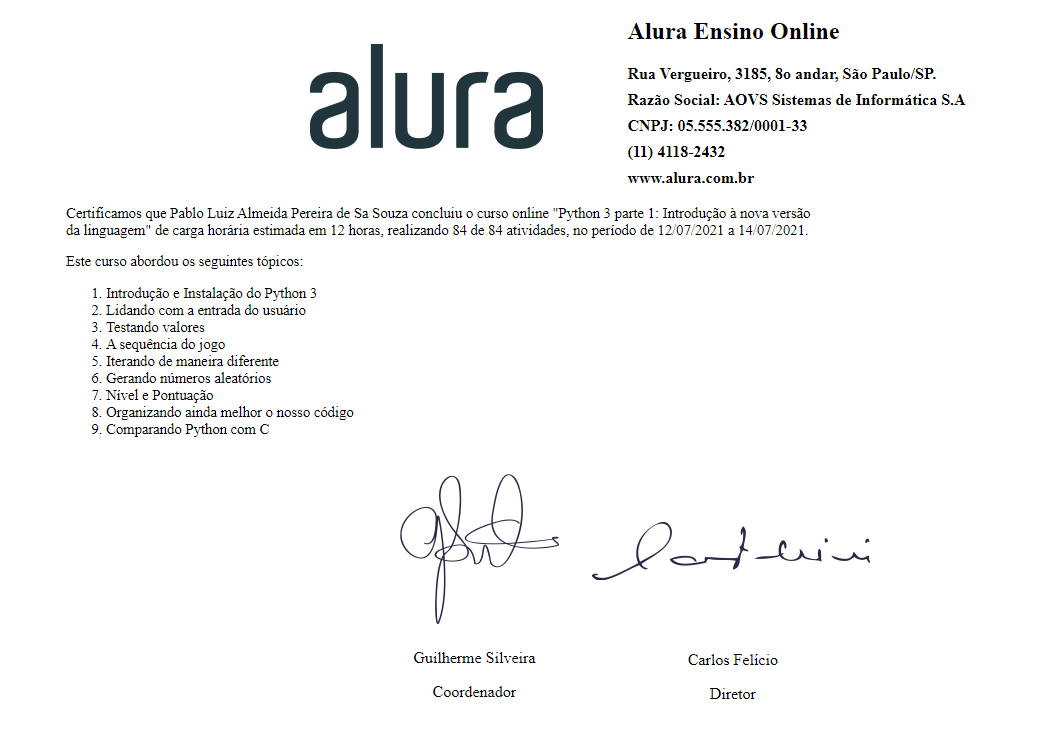 alura
Alura Ensino Online
Rua Vergueiro, 3185, 8o andar, São Paulo/SP.
Razão Social: AOVS Sistemas de Informática S.A
CNPJ: 05.555.382/0001-33
(11) 4118-2432
www.alura.com.br
Certificamos que Pablo Luiz Almeida Pereira de Sa Souza concluiu o curso online "Python 3 parte 1: Introdução à nova versão
da linguagem" de carga horária estimada em 12 horas, realizando 84 de 84 atividades, no período de 12/07/2021 a 14/07/2021.
Este curso abordou os seguintes tópicos:
1. Introdução e Instalação do Python 3
2. Lidando com a entrada do usuário
3. Testando valores
4. A sequência do jogo
5. Iterando de maneira diferente
6. Gerando números aleatórios
7. Nível e Pontuação
8. Organizando ainda melhor o nosso código
9. Comparando Python com C
Guilherme Silveira
Carlos Felício
Coordenador
Diretor